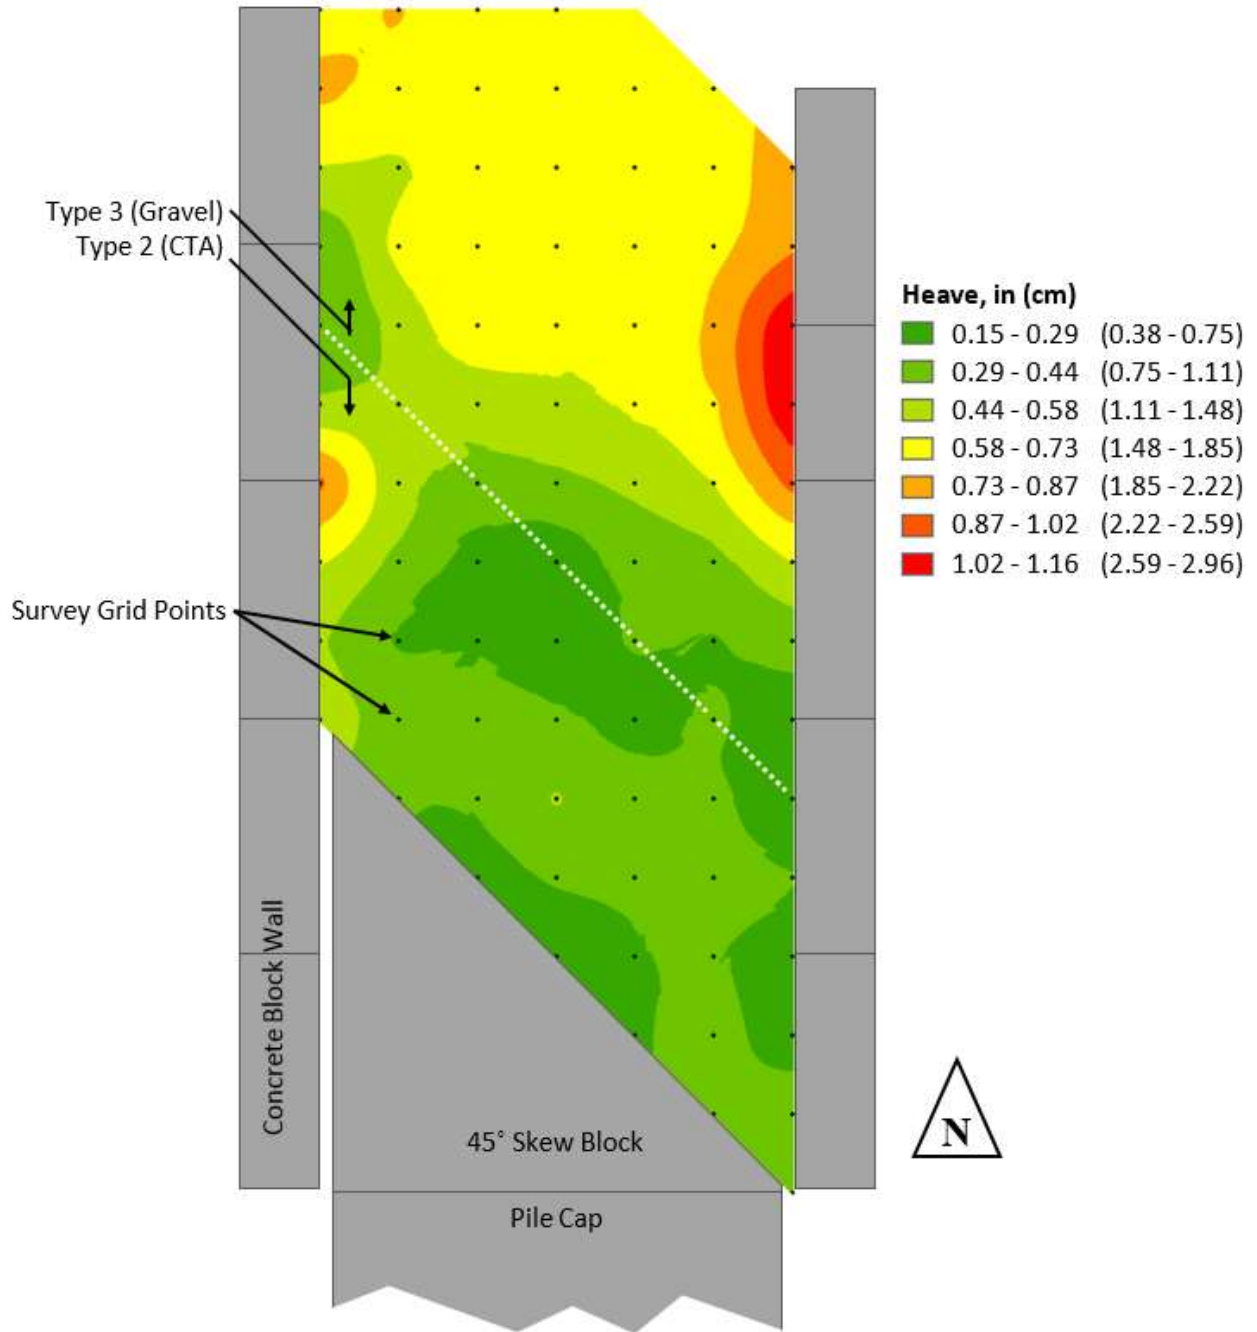 Type 3 (Gravel)
Type 2 (CTA)
Heave, in (cm)
0.15 - 0.29 (0.38 - 0.75)
0.29 - 0.44 (0.75 - 1.11)
0.44 - 0.58 (1.11 - 1.48)
0.58 - 0.73 (1.48 - 1.85)
0.73 - 0.87 (1.85 - 2.22)
0.87 - 1.02 (2.22 - 2.59)
1.02 - 1.16 (2.59 - 2.96)
Survey Grid Points
Concrete Block Wall
45° Skew Block
Pile Cap
N